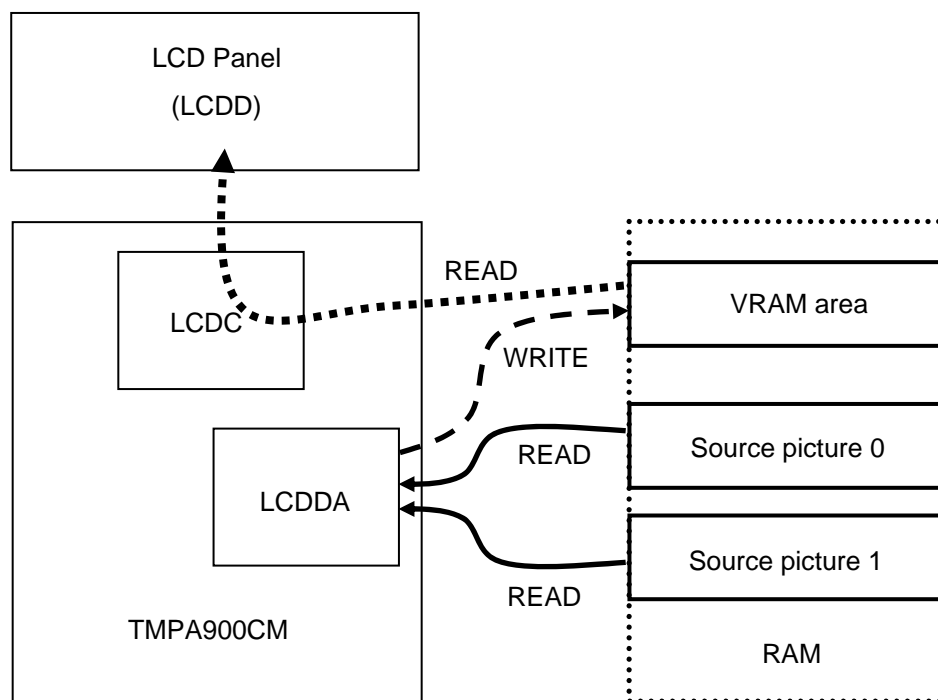 LCD Panel
(LCDD)
READ
LCDC
VRAM area
WRITE
READ
Source picture 0
LCDDA
Source picture 1
READ
TMPA900CM
RAM